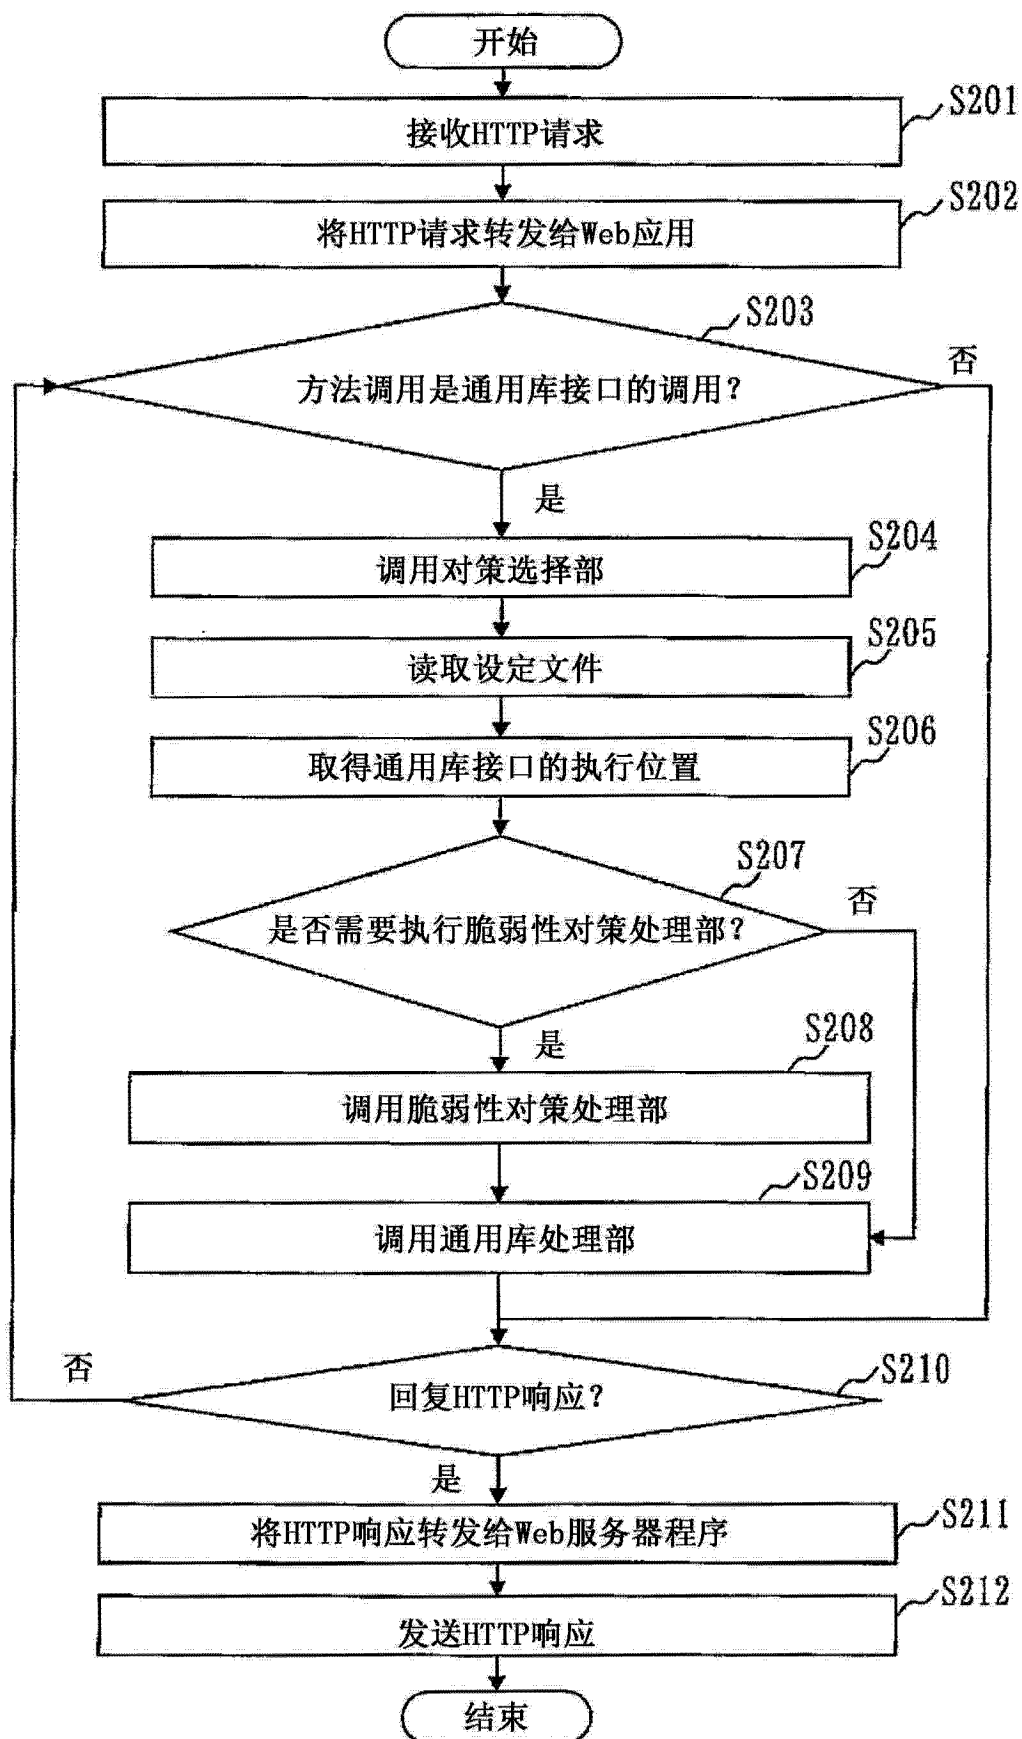 开始
接收HTTP请求
S201
将HTTP请求转发给Web应用
S202
S203
方法调用是通用库接口的调用？
否
是
调用对策选择部
S204
读取设定文件
S205
取得通用库接口的执行位置
S206
S207
是否需要执行脆弱性对策处理部？
否
是
S208
调用脆弱性对策处理部
S209
调用通用库处理部
否
回复HTTP响应？
S210
是
将HTTP响应转发给Web服务器程序
S211
发送HTTP响应
S212
结束